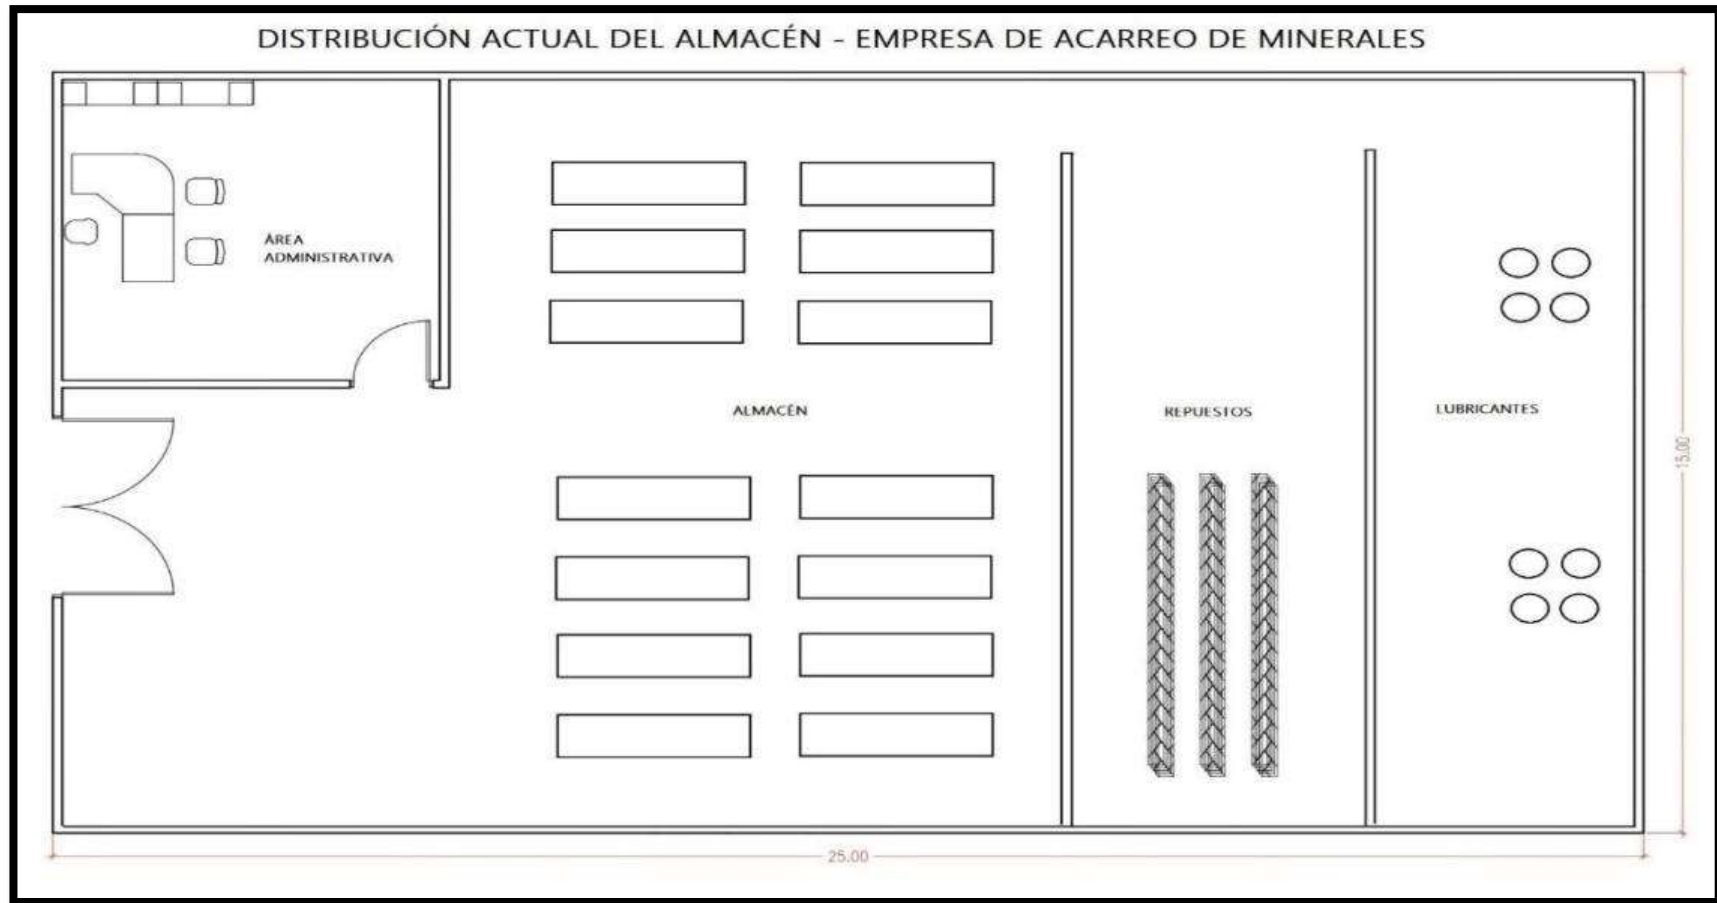 DISTRIBUCIÓN ACTUAL DEL ALMACÉN - EMPRESA DE ACARREO DE MINERALES
ÁREA
ADMINISTRATIVA
ALMACÉN
REPUESTOS
LUBRICANTES
15.00
25.00